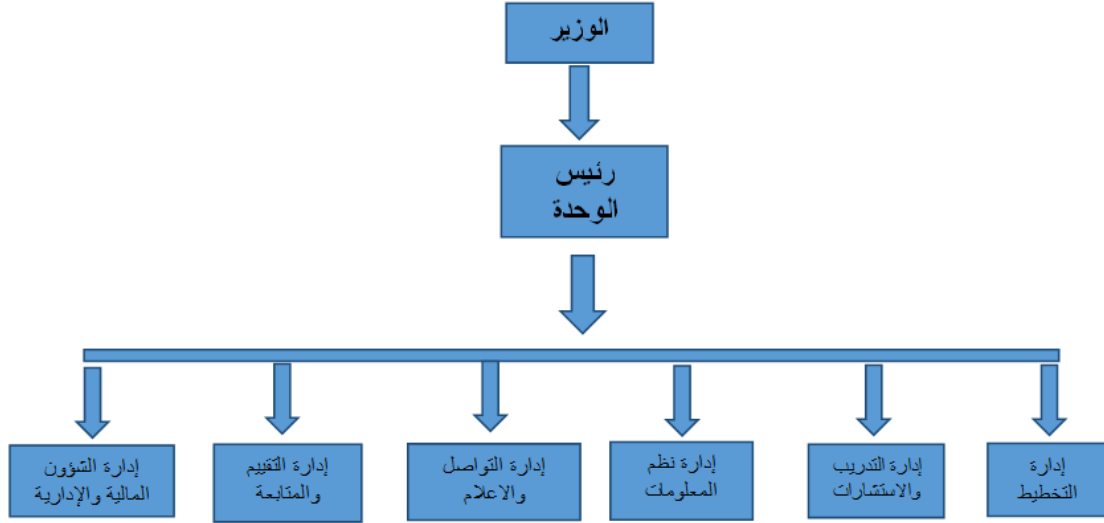 الوزير
رئيس
الوحدة
إدارة
التخطيط
إدارة التدريب
والاستشارات
إدارة نظم
المعلومات
إدارة التواصل
والاعلام
إدارة التقييم
والمتابعة
إدارة الشؤون
المالية والإدارية